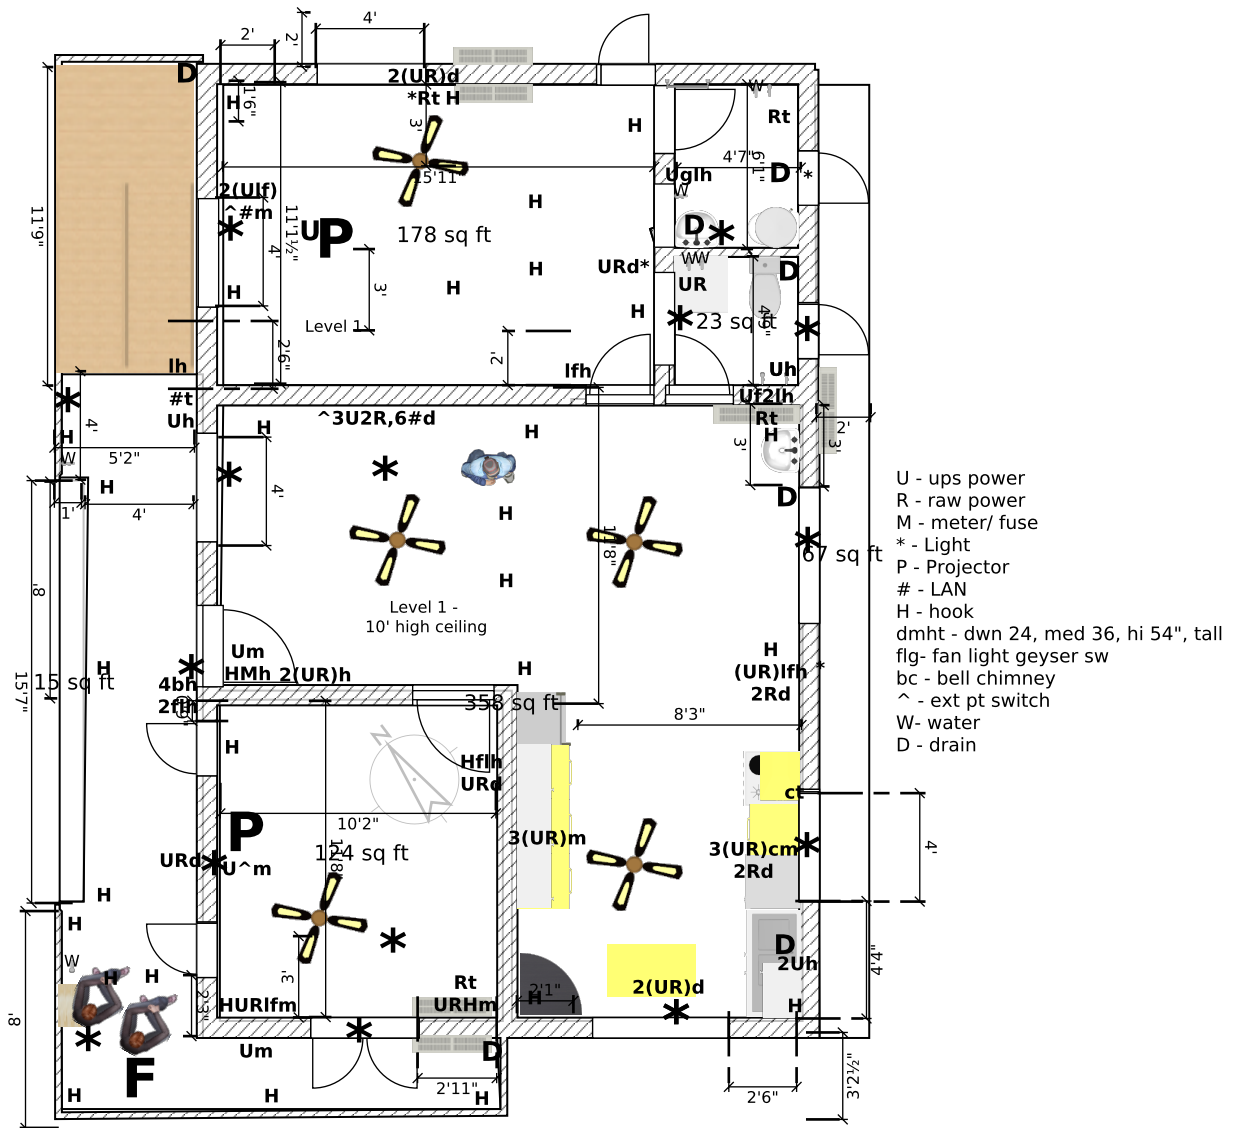 2'
2'
4'
D
2(UR)d
*Rt H
H
1'6"
3'
H
W
Rt
4'7"
6'1"
15'11"
Uglh
W
D
*
2(Ulf)
^#m
*
H
11'9"
11'1½"
4'
U
P
178 sq ft
D
*
WW
URd*
UR
D
H
H
H
3'
H
*
23 sq ft
4'9"
*
Level 1
2'6"
2'
lfh
Uh
lh
#t
Uh
*
H
4'
W
5'2"
Uf2lh
Rt
H
2'
3'
3'
H
^3U2R,6#d
H
*
*
4'
H
1'
4'
D
H
*
67 sq ft
U - ups power
R - raw power
M - meter/ fuse
* - Light
P - Projector
# - LAN
H - hook
dmht - dwn 24, med 36, hi 54", tall
flg- fan light geyser sw
bc - bell chimney
^ - ext pt switch
W- water
D - drain
8'
H
Level 1 -
10' high ceiling
15'7"
H
*
15 sq ft
4bh
2flh
Um
HMh
2(UR)h
H
H
(UR)lfh
*
2Rd
358 sq ft
8'3"
N
H
Hflh
URd
P
10'2"
124 sq ft
URd
*
U^m
3(UR)m
ct
3(UR)cm
2Rd
*
4'
H
H
*
W
H
H
3'
2'3"
HURlfm
Rt
URHm
2'1"
H
2(UR)d
*
D
2Uh
H
4'4"
8'
*
F
Um
*
D
2'11"
H
H
H
2'6"
3'2½"